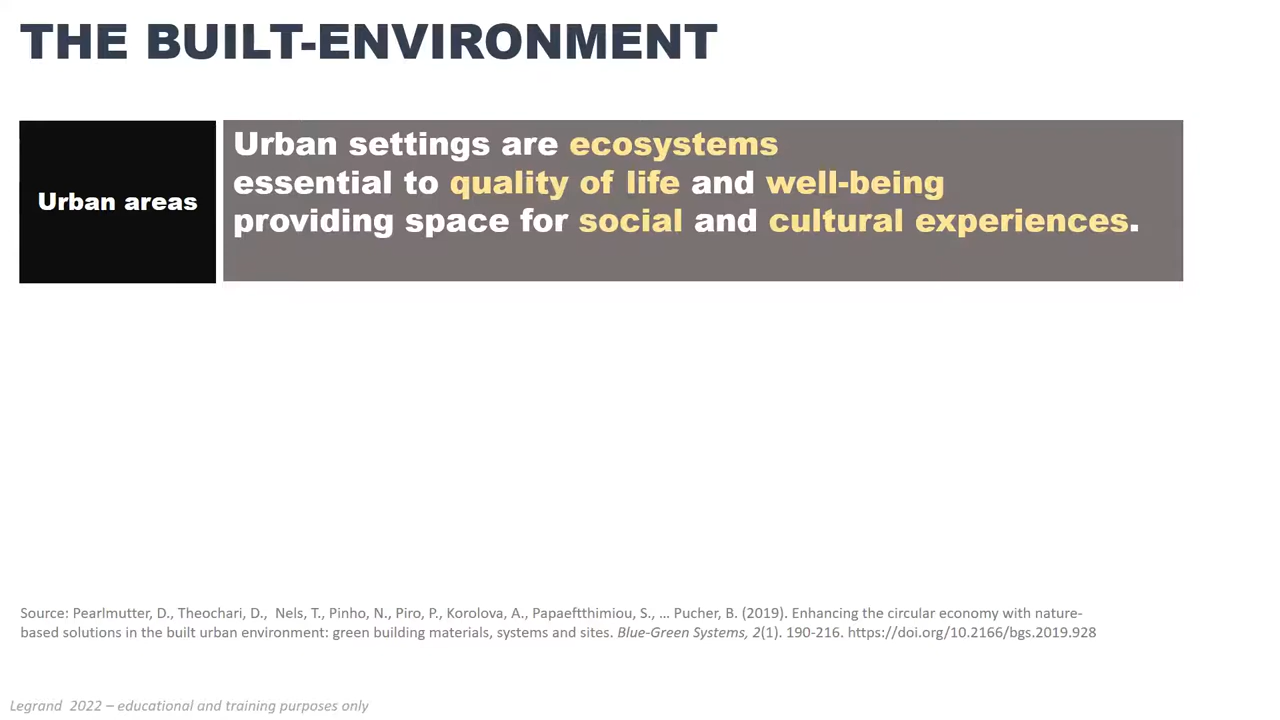 THE BUILT-ENVIRONMENT
Urban areas
Urban settings are ecosystems
essential to quality of life and well-being
providing space for social and cultural experiences.
Source: Pearlmutter, D., Theochari, D., Nels, T., Pinho, N., Piro, P., Korolova, A., Papaeftthimiou, S., … Pucher, B. (2019). Enhancing the circular economy with nature-
based solutions in the built urban environment: green building materials, systems and sites. Blue-Green Systems, 2(1). 190-216. https://doi.org/10.2166/bgs.2019.928
Legrand 2022 – educational and training purposes only